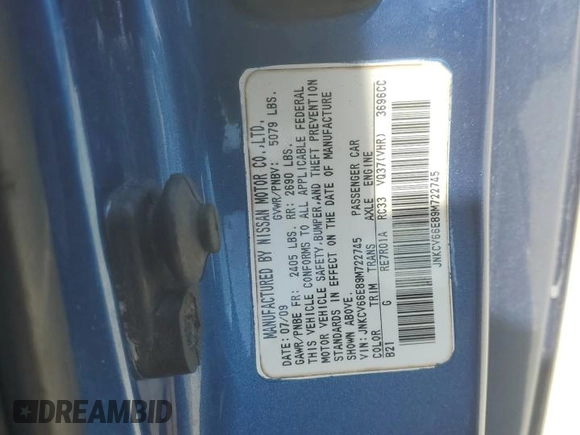 MANUFACTURED BY NISSAN MOTOR CO.,LTD.
DATE: 07/09 GVWR/PNBV: 5079 LBS.
GAWR/PNBE FR: 2405 LBS. RR: 2690 LBS.
THIS VEHICLE CONFORMS TO ALL APPLICABLE FEDERAL
MOTOR VEHICLE SAFETY,BUMPER,AND THEFT PREVENTION
STANDARDS IN EFFECT ON THE DATE OF MANUFACTURE
SHOWN ABOVE.
VIN:JNKCV66E89M722745 PASSENGER CAR
COLOR TRIM TRANS AXLE ENGINE
B21 G RE7R01A RC33 VQ37(VHR) 3696CC
JNKCV66E89M722745
DREAMBID